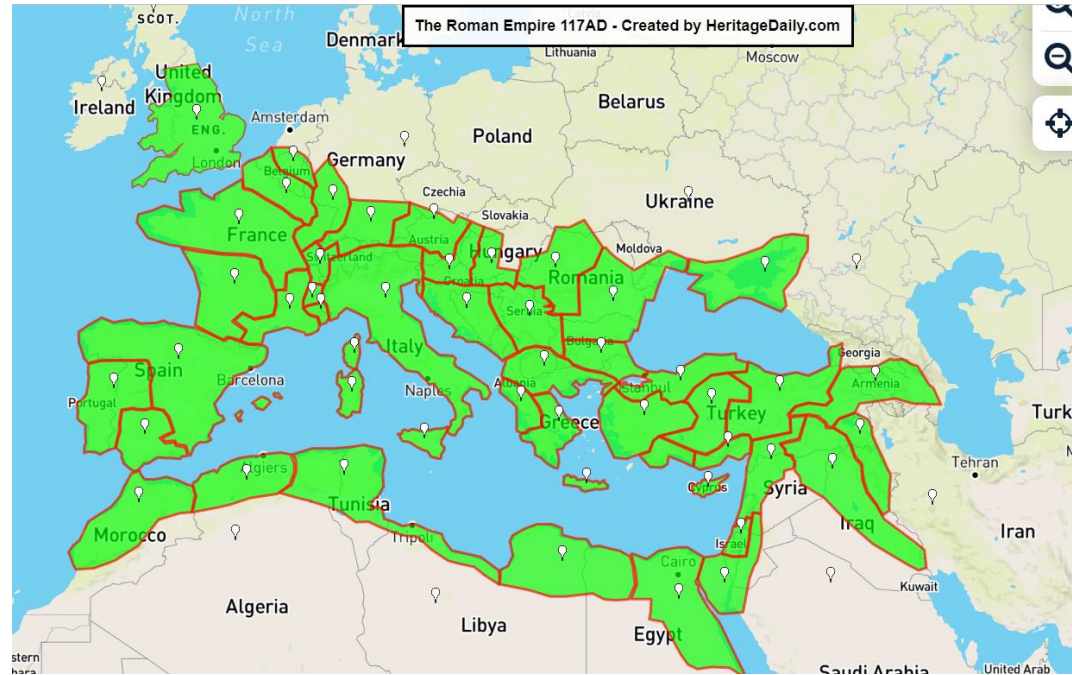 The Roman Empire 117AD - Created by HeritageDaily.com
SCOT.
North
Sea
Denmark
Lithuania
Moscow
United
Kingdom
Ireland
ENG.
London
Amsterdam
Belarus
Poland
Germany
Belgium
Czechia
Slovakia
Ukraine
France
Austria
Hungary
Moldova
Switzerland
Croatia
Romania
Serbia
Italy
Bulgaria
Georgia
Armenia
Spain
Barcelona
Portugal
Naples
Albania
Istanbul
Greece
Turkey
Turk
Algiers
Tehran
Cyprus
Syria
Tunisia
Morocco
Tripoli
Israel
Iraq
Iran
Cairo
Kuwait
Algeria
Libya
Egypt
Saudi Arabia
United Arab